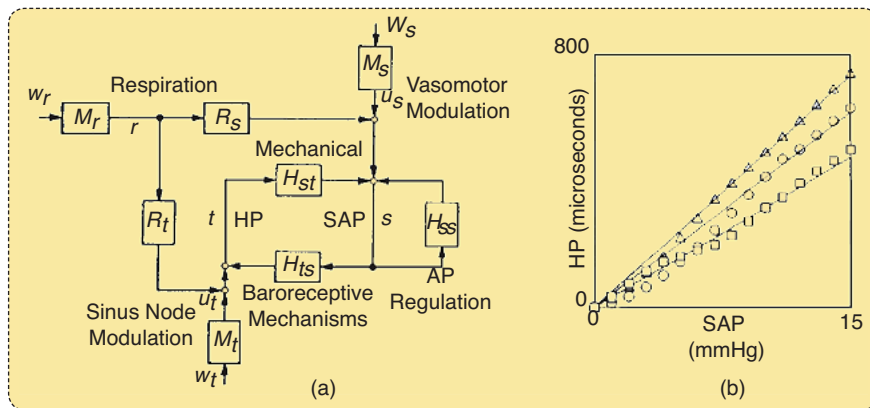 W_s
M_s
u_s
Vasomotor
Modulation
Respiration
w_r
M_r
r
R_s
Mechanical
H_st
R_t
t
HP
SAP
s
H_ss
H_ts
AP
Regulation
Baroreceptive
Mechanisms
u_t
Sinus Node
Modulation
M_t
w_t
(a)
800
HP (microseconds)
0
0
SAP
15
(mmHg)
(b)